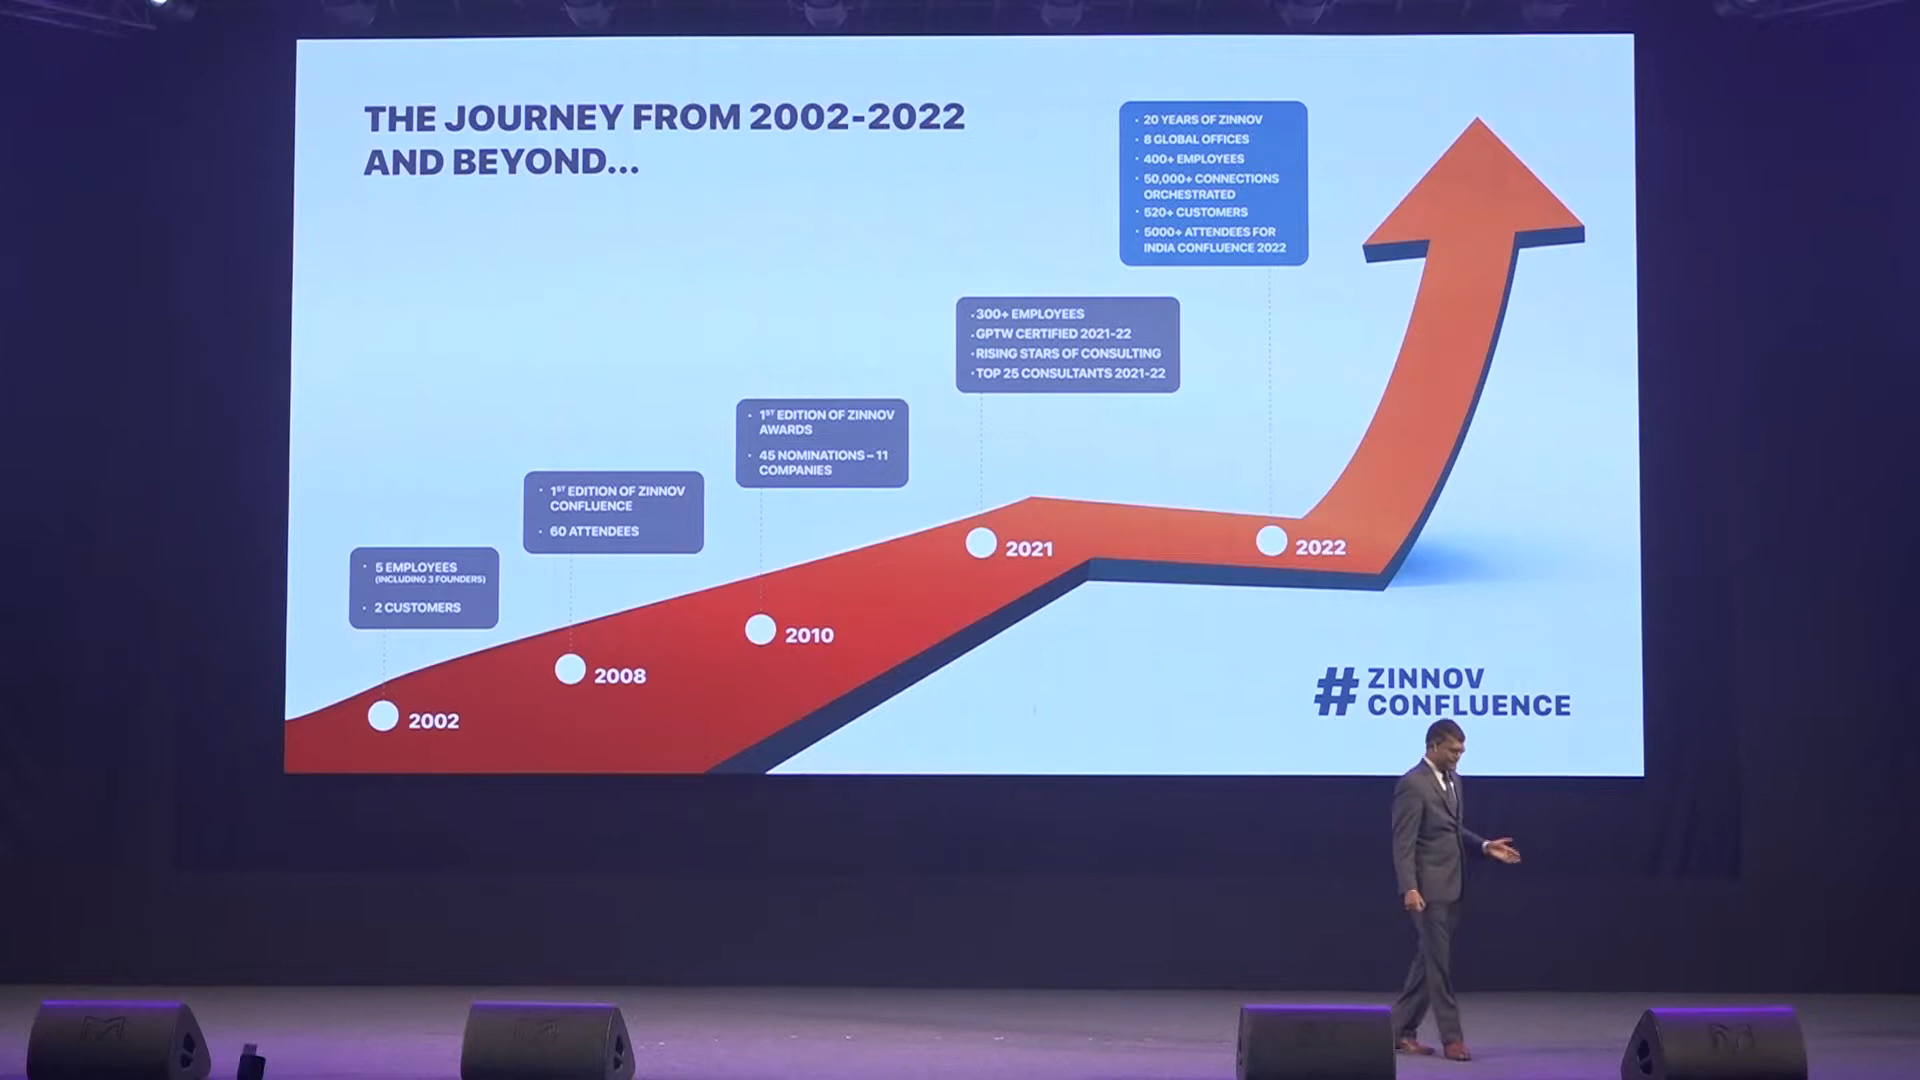 THE JOURNEY FROM 2002-2022
AND BEYOND...
• 5 EMPLOYEES
(INCLUDING 3 FOUNDERS)
• 2 CUSTOMERS
2002
• 1ST EDITION OF ZINNOV
CONFLUENCE
• 60 ATTENDEES
2008
• 1ST EDITION OF ZINNOV
AWARDS
• 45 NOMINATIONS – 11
COMPANIES
2010
• 300+ EMPLOYEES
• GPTW CERTIFIED 2021-22
• RISING STARS OF CONSULTING
• TOP 25 CONSULTANTS 2021-22
2021
• 20 YEARS OF ZINNOV
• 8 GLOBAL OFFICES
• 400+ EMPLOYEES
• 50,000+ CONNECTIONS
ORCHESTRATED
• 520+ CUSTOMERS
• 5000+ ATTENDEES FOR
INDIA CONFLUENCE 2022
2022
# ZINNOV
CONFLUENCE